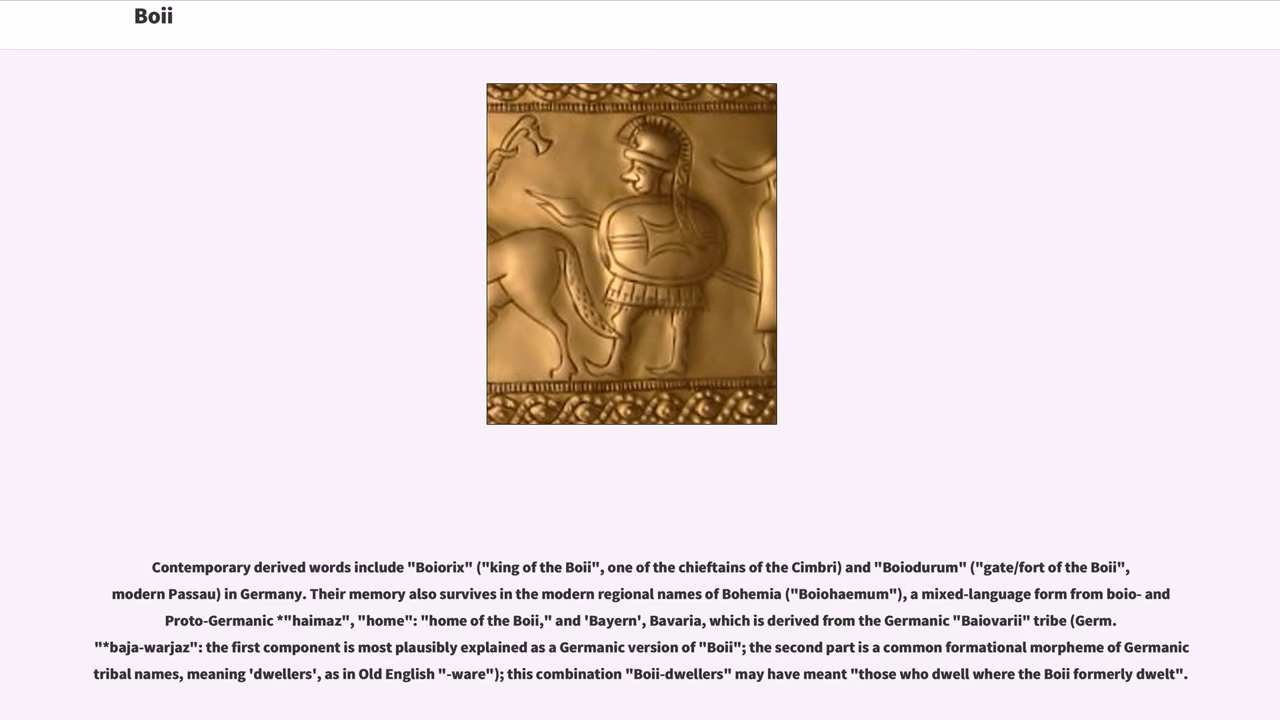 Boii
Contemporary derived words include "Boiorix" ("king of the Boii", one of the chieftains of the Cimbri) and "Boiodurum" ("gate/fort of the Boii",
modern Passau) in Germany. Their memory also survives in the modern regional names of Bohemia ("Boiohaemum"), a mixed-language form from boio- and
Proto-Germanic *"haimaz", "home": "home of the Boii," and 'Bayern', Bavaria, which is derived from the Germanic "Baiovarii" tribe (Germ.
"*baja-warjaz": the first component is most plausibly explained as a Germanic version of "Boii"; the second part is a common formational morpheme of Germanic
tribal names, meaning 'dwellers', as in Old English "-ware"); this combination "Boii-dwellers" may have meant "those who dwell where the Boii formerly dwelt".